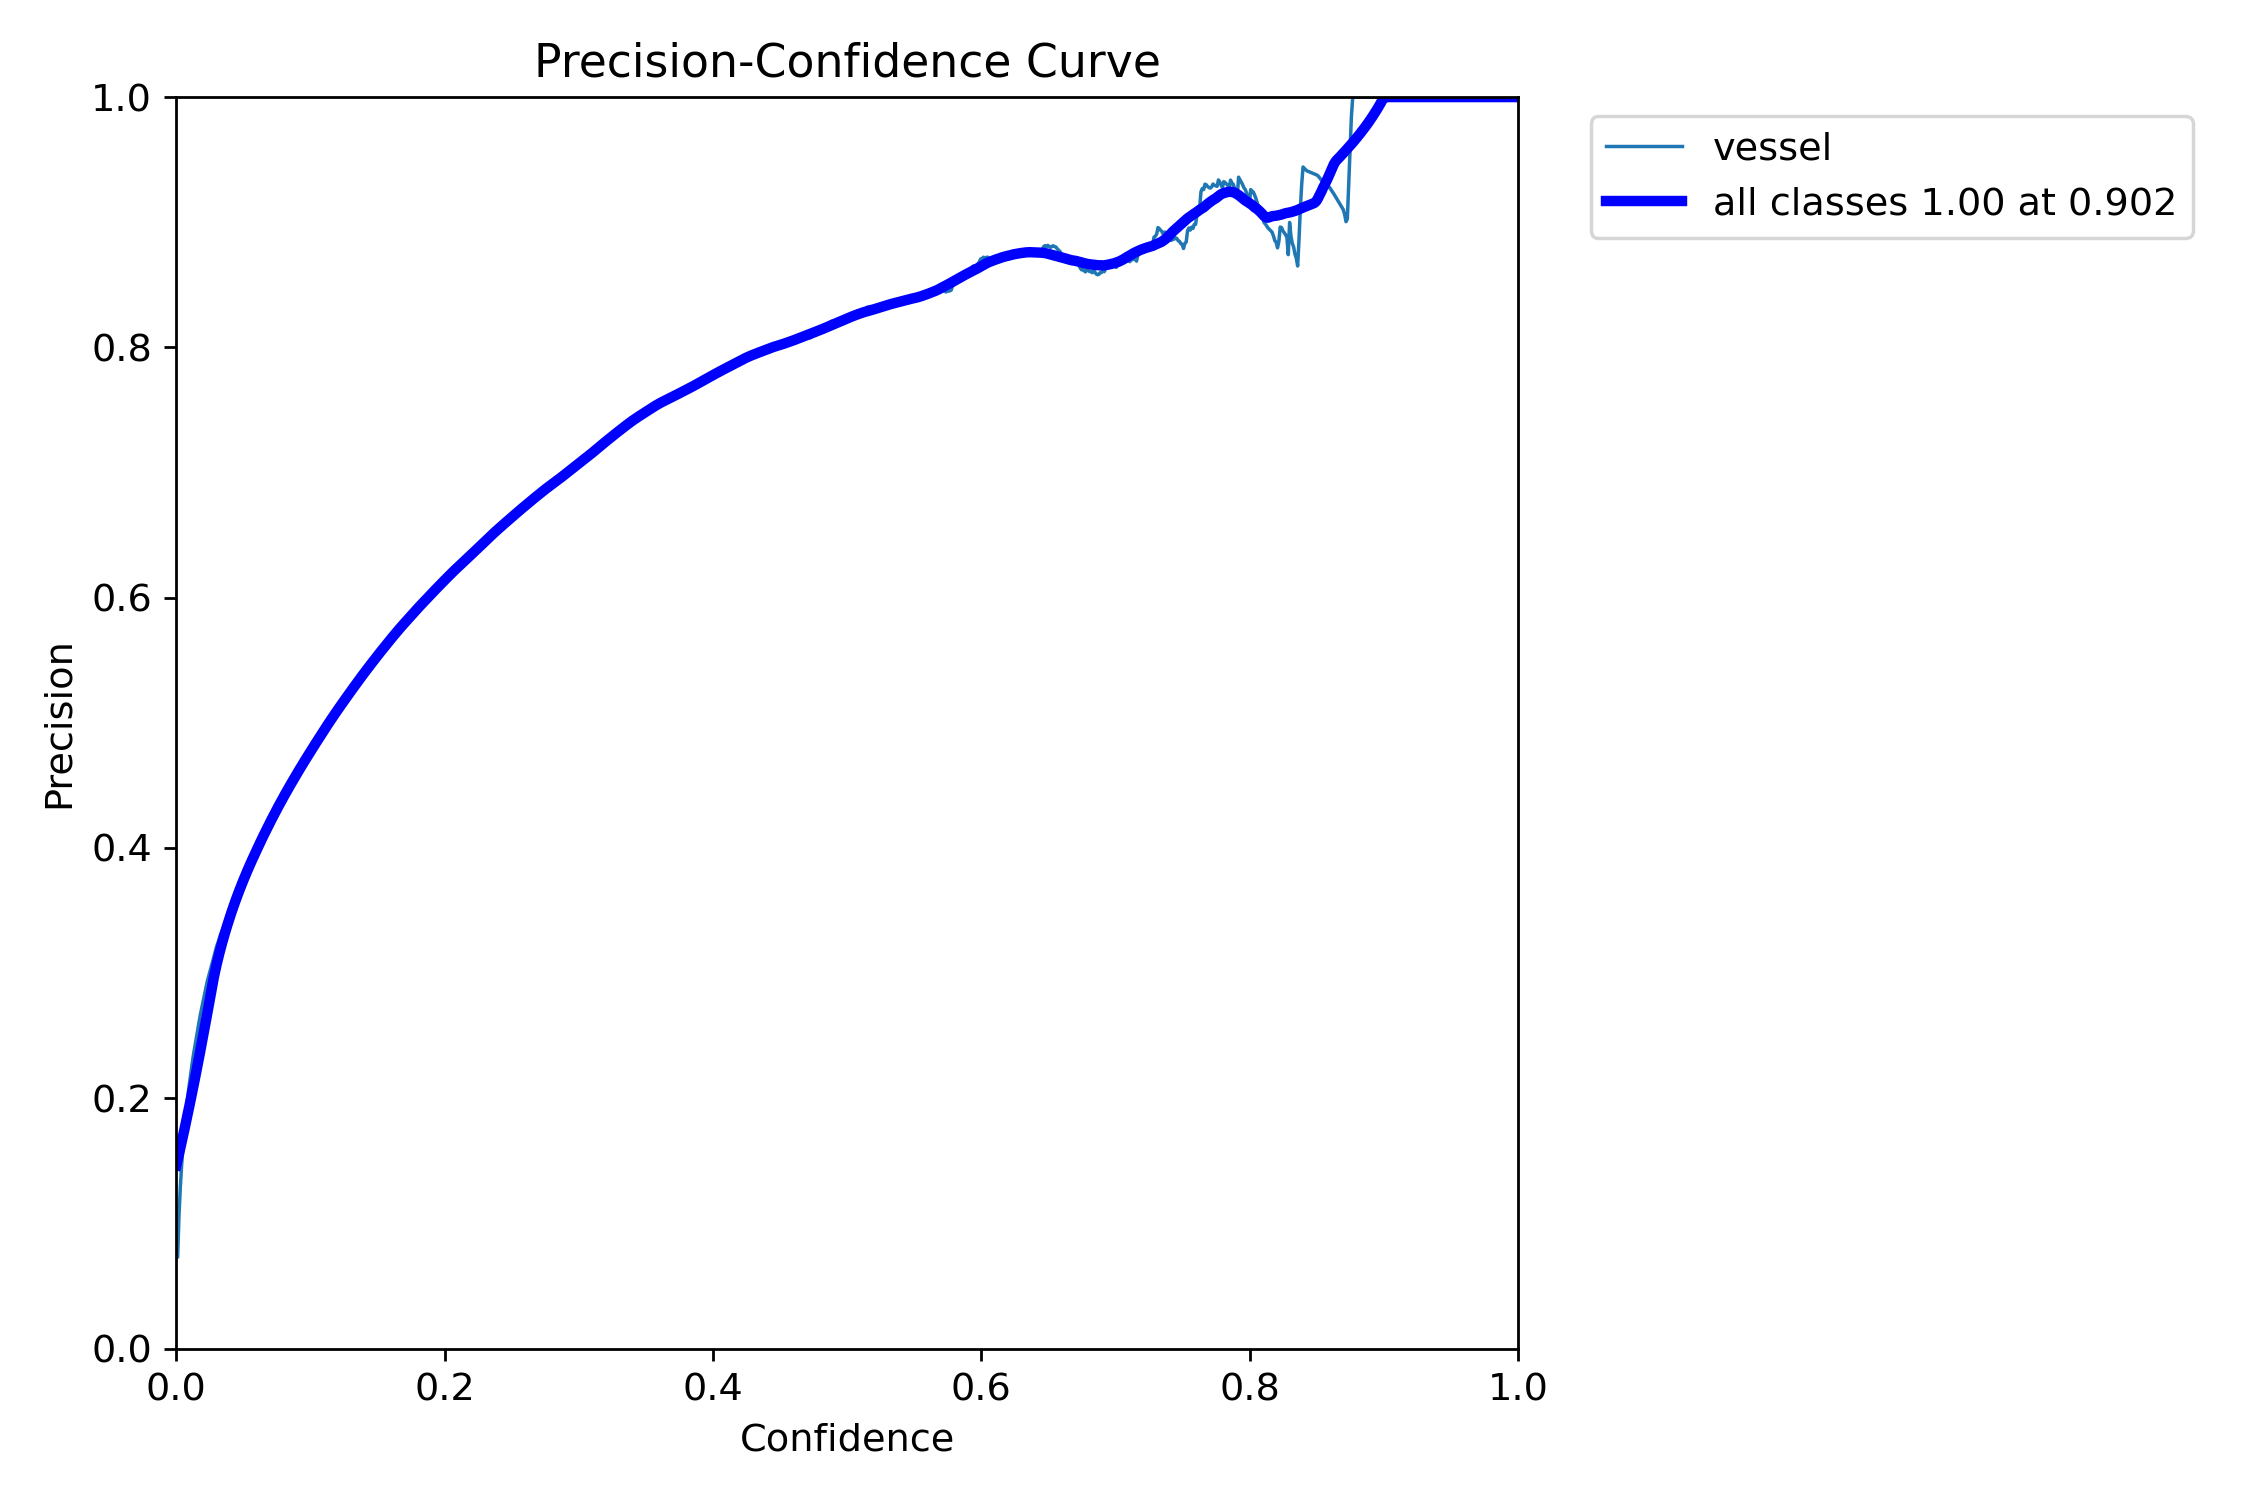 Precision-Confidence Curve
1.0
0.8
0.6
0.4
0.2
0.0
Precision
0.0 0.2 0.4 0.6 0.8 1.0
Confidence
vessel
all classes 1.00 at 0.902